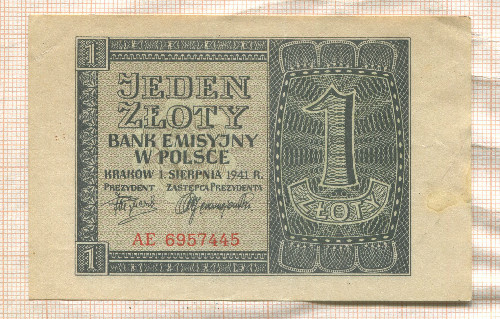 1
JEDEN
ZŁOTY
BANK EMISYJNY
W POLSCE
KRAKÓW 1. SIERPNIA 1941 R.
PREZYDENT ZASTĘPCA PREZYDENTA
AE 6957445
1
1
ZŁOTY